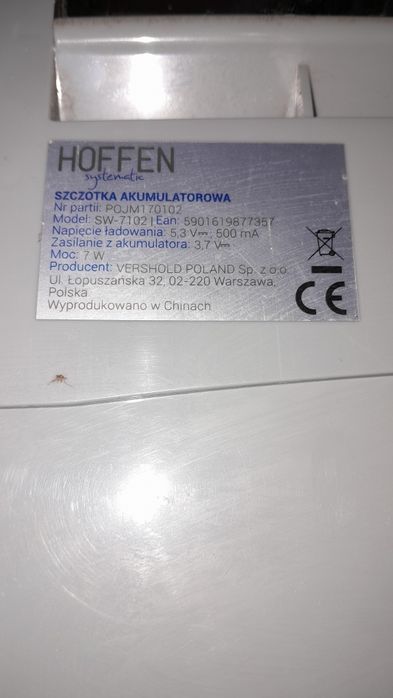 HOFFEN
systematic
SZCZOTKA AKUMULATOROWA
Nr partii: POJM170102
Model: SW-7102 | Ean: 5901619877357
Napięcie ładowania: 5,3 V⎓, 500 mA
Zasilanie z akumulatora: 3,7 V⎓
Moc: 7 W
Producent: VERSHOLD POLAND Sp. z o.o.
Ul. Łopuszańska 32, 02-220 Warszawa,
Polska
Wyprodukowano w Chinach
CE